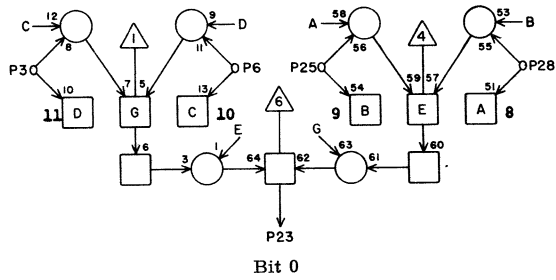 C 12 8 1 9 D A 58 56 4 53 B
P3 7 5 11 P6 P25 59 57 55 P28
10 13 6 54 51
11 D G C 10 9 B E A 8
6 E G 60
3 1 64 62 63 61
P23
Bit 0